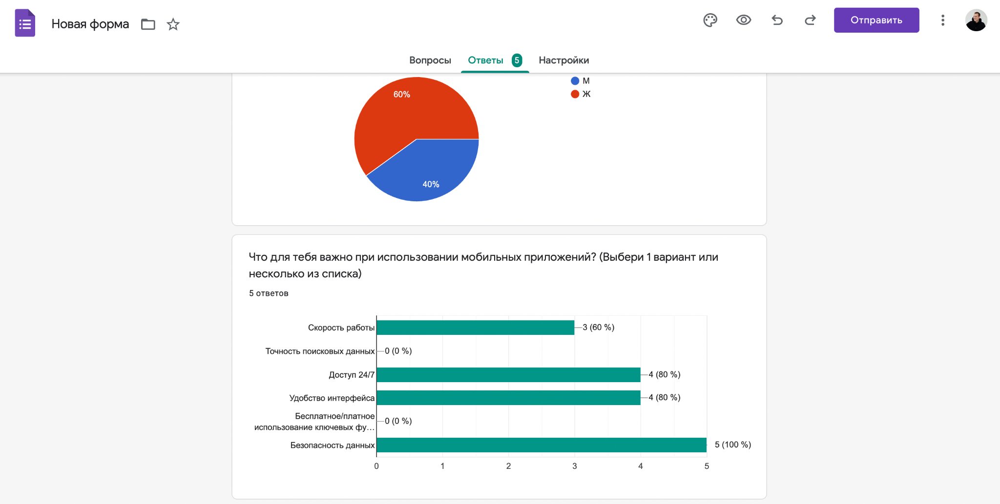 Новая форма
Отправить
Вопросы
Ответы 5
Настройки
60%
40%
М
Ж
Что для тебя важно при использовании мобильных приложений? (Выбери 1 вариант или
несколько из списка)
5 ответов
Скорость работы 3 (60 %)
Точность поисковых данных 0 (0 %)
Доступ 24/7 4 (80 %)
Удобство интерфейса 4 (80 %)
Бесплатное/платное
использование ключевых фу… 0 (0 %)
Безопасность данных 5 (100 %)
0 1 2 3 4 5